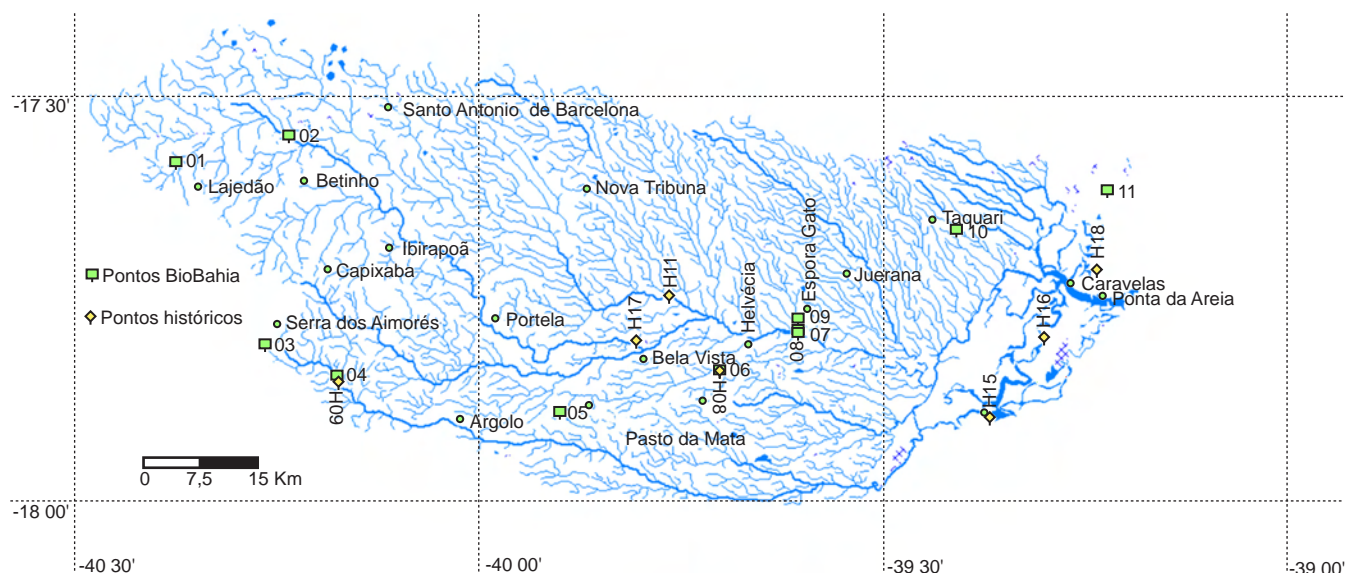 -17 30'
Santo Antonio de Barcelona
02
01
Lajedão
Betinho
Nova Tribuna
11
Espora Gato
Taquari
10
H18
Ibirapoã
Capixaba
Pontos BioBahia
H11
Juerana
Caravelas
Ponta da Areia
Pontos históricos
Serra dos Aimorés
Portela
H17
Helvécia
09
07
08
H16
03
Bela Vista
04
H09
06
H08
05
H15
Argolo
Pasto da Mata
0 7,5 15 Km
-18 00'
-40 30'
-40 00'
-39 30'
-39 00'